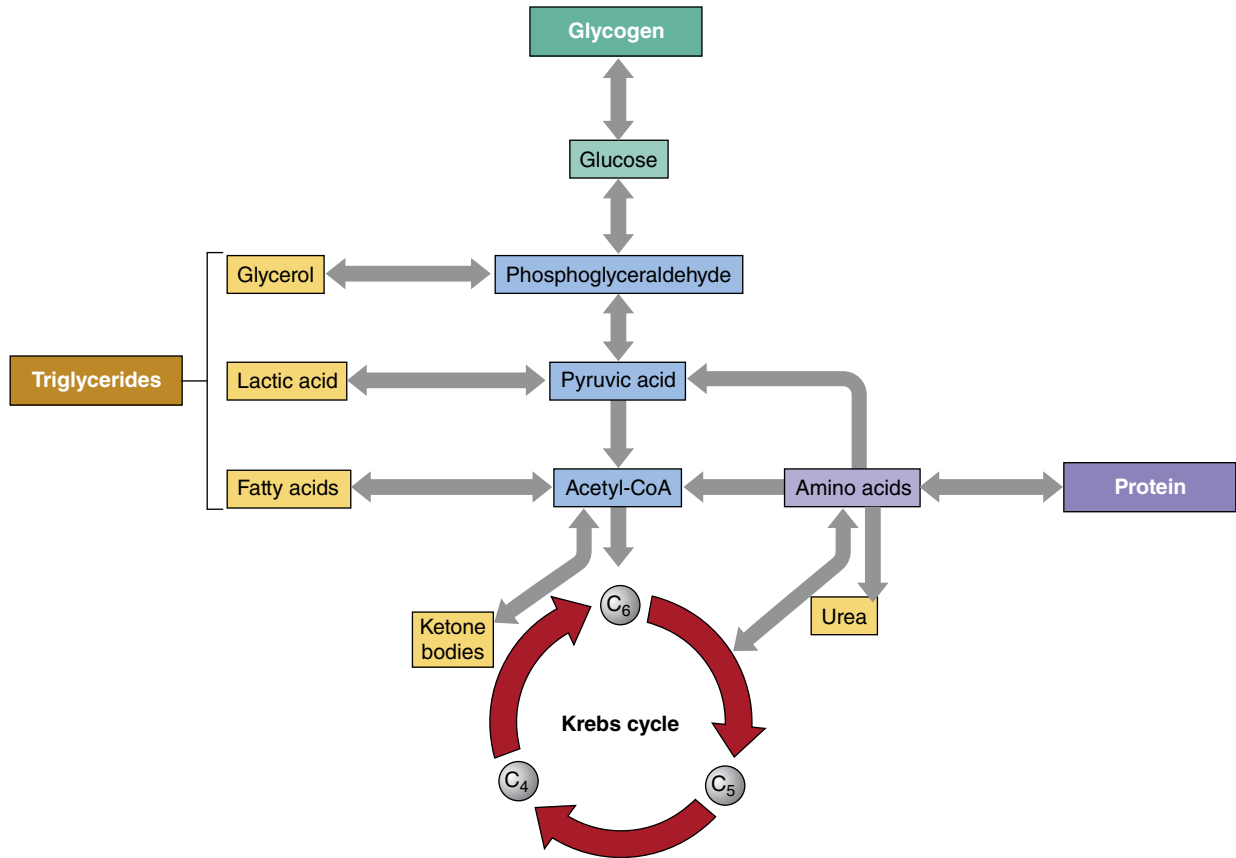 Glycogen
Glucose
Glycerol
Phosphoglyceraldehyde
Triglycerides
Lactic acid
Pyruvic acid
Fatty acids
Acetyl-CoA
Amino acids
Protein
Ketone
bodies
C6
Urea
Krebs cycle
C4
C5